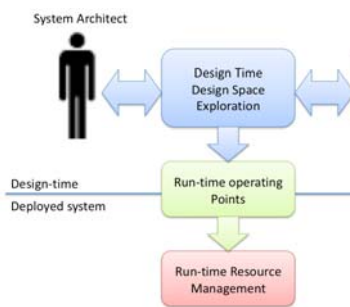 System Architect
Design Time
Design Space
Exploration
Design-time
Deployed system
Run-time operating
Points
Run-time Resource
Management